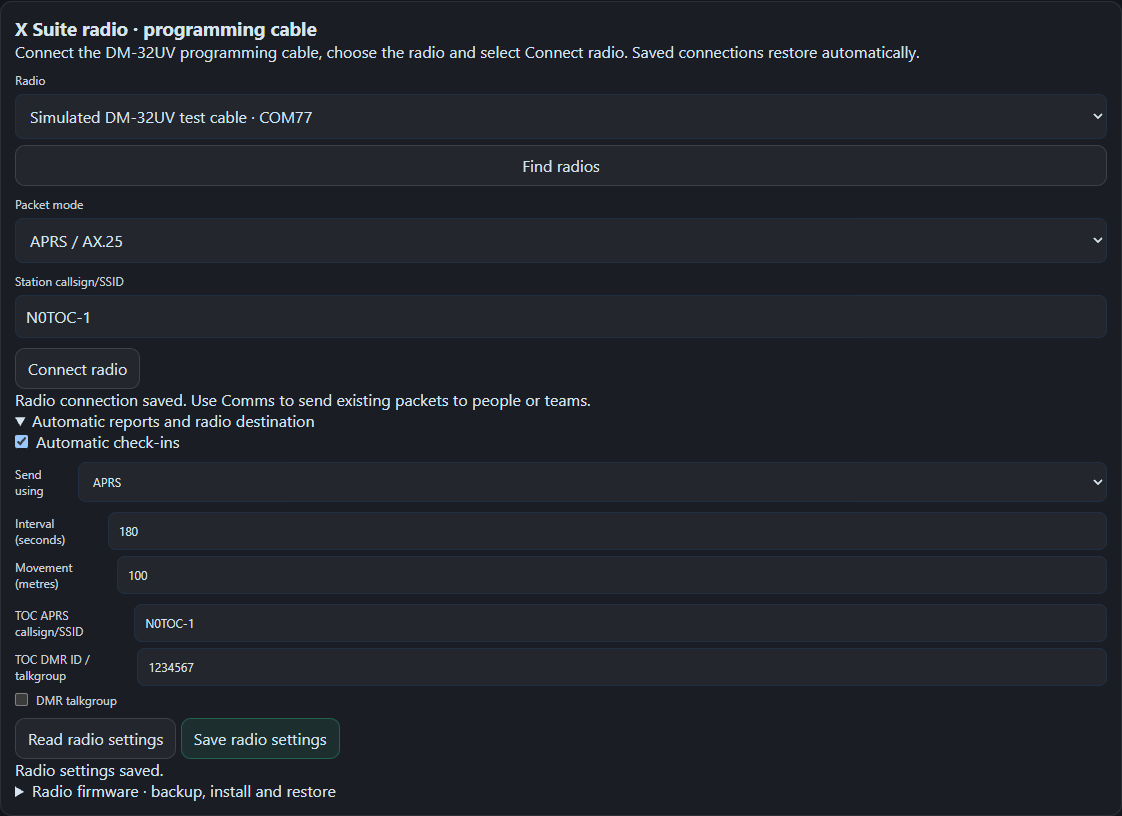 X Suite radio · programming cable
Connect the DM-32UV programming cable, choose the radio and select Connect radio. Saved connections restore automatically.
Radio
Simulated DM-32UV test cable · COM77
Find radios
Packet mode
APRS / AX.25
Station callsign/SSID
N0TOC-1
Connect radio
Radio connection saved. Use Comms to send existing packets to people or teams.
▼ Automatic reports and radio destination
Automatic check-ins
Send
using
APRS
Interval
(seconds)
180
Movement
(metres)
100
TOC APRS
callsign/SSID
N0TOC-1
TOC DMR ID /
talkgroup
1234567
DMR talkgroup
Read radio settings
Save radio settings
Radio settings saved.
▶ Radio firmware · backup, install and restore